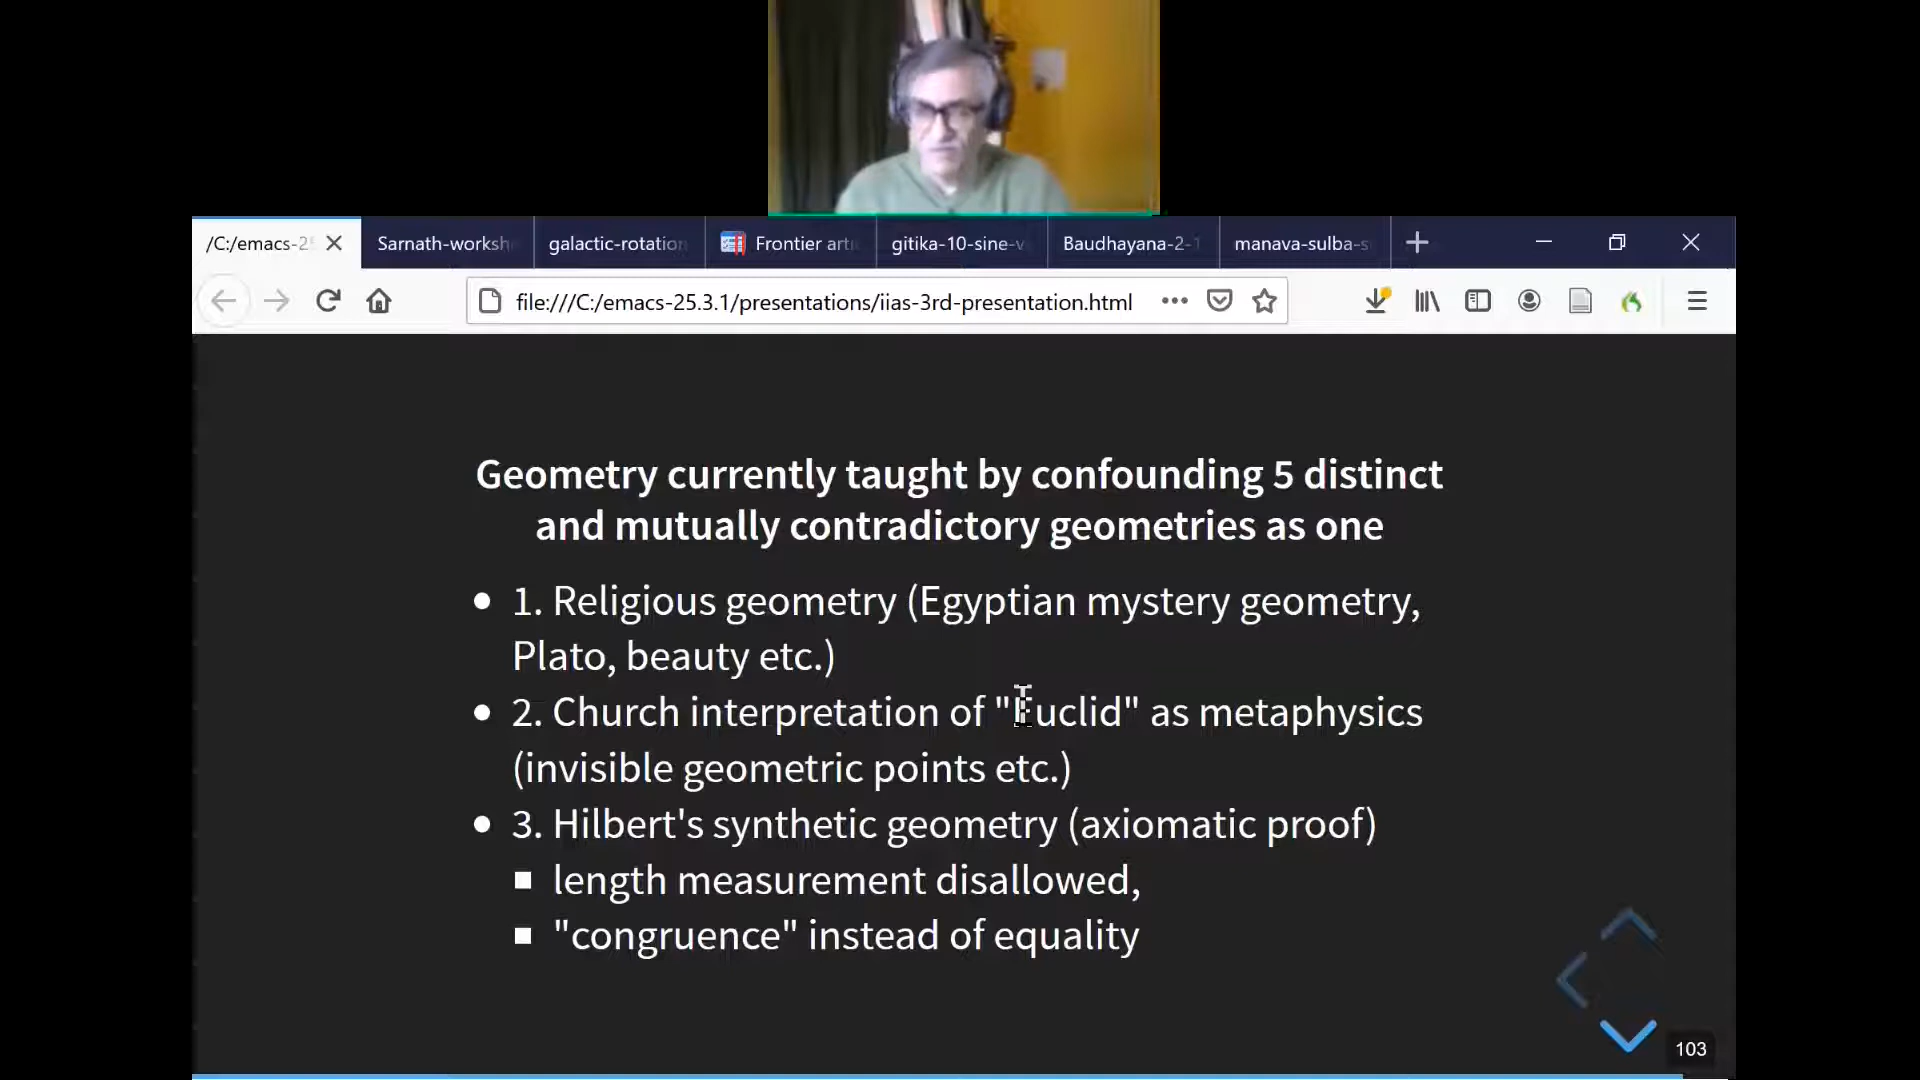 /C:/emacs-25
Sarnath-worksh
galactic-rotation
Frontier arti
gitika-10-sine-v
Baudhayana-2-1
manava-sulba-s
file:///C:/emacs-25.3.1/presentations/iias-3rd-presentation.html
Geometry currently taught by confounding 5 distinct
and mutually contradictory geometries as one
• 1. Religious geometry (Egyptian mystery geometry,
Plato, beauty etc.)
• 2. Church interpretation of "Euclid" as metaphysics
(invisible geometric points etc.)
• 3. Hilbert's synthetic geometry (axiomatic proof)
▪ length measurement disallowed,
▪ "congruence" instead of equality
103